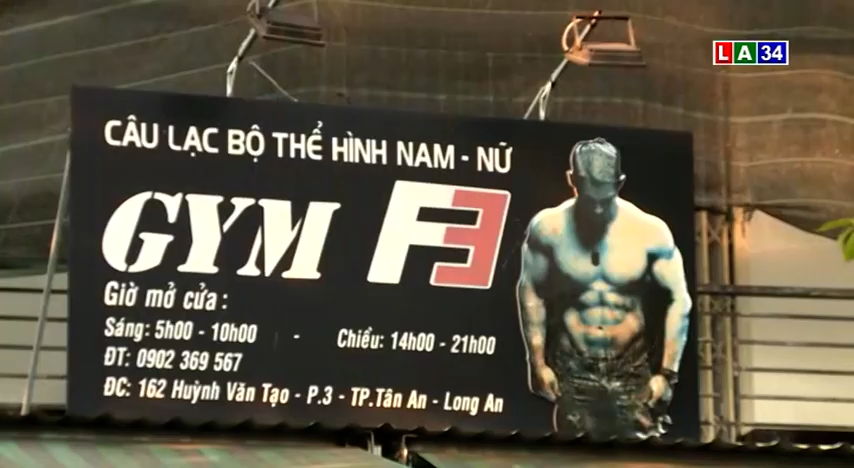 LA34
CÂU LẠC BỘ THỂ HÌNH NAM - NỮ
GYM F3
Giờ mở cửa:
Sáng: 5h00 - 10h00 - Chiều: 14h00 - 21h00
ĐT: 0902 369 567
ĐC: 162 Huỳnh Văn Tạo - P.3 - TP.Tân An - Long An